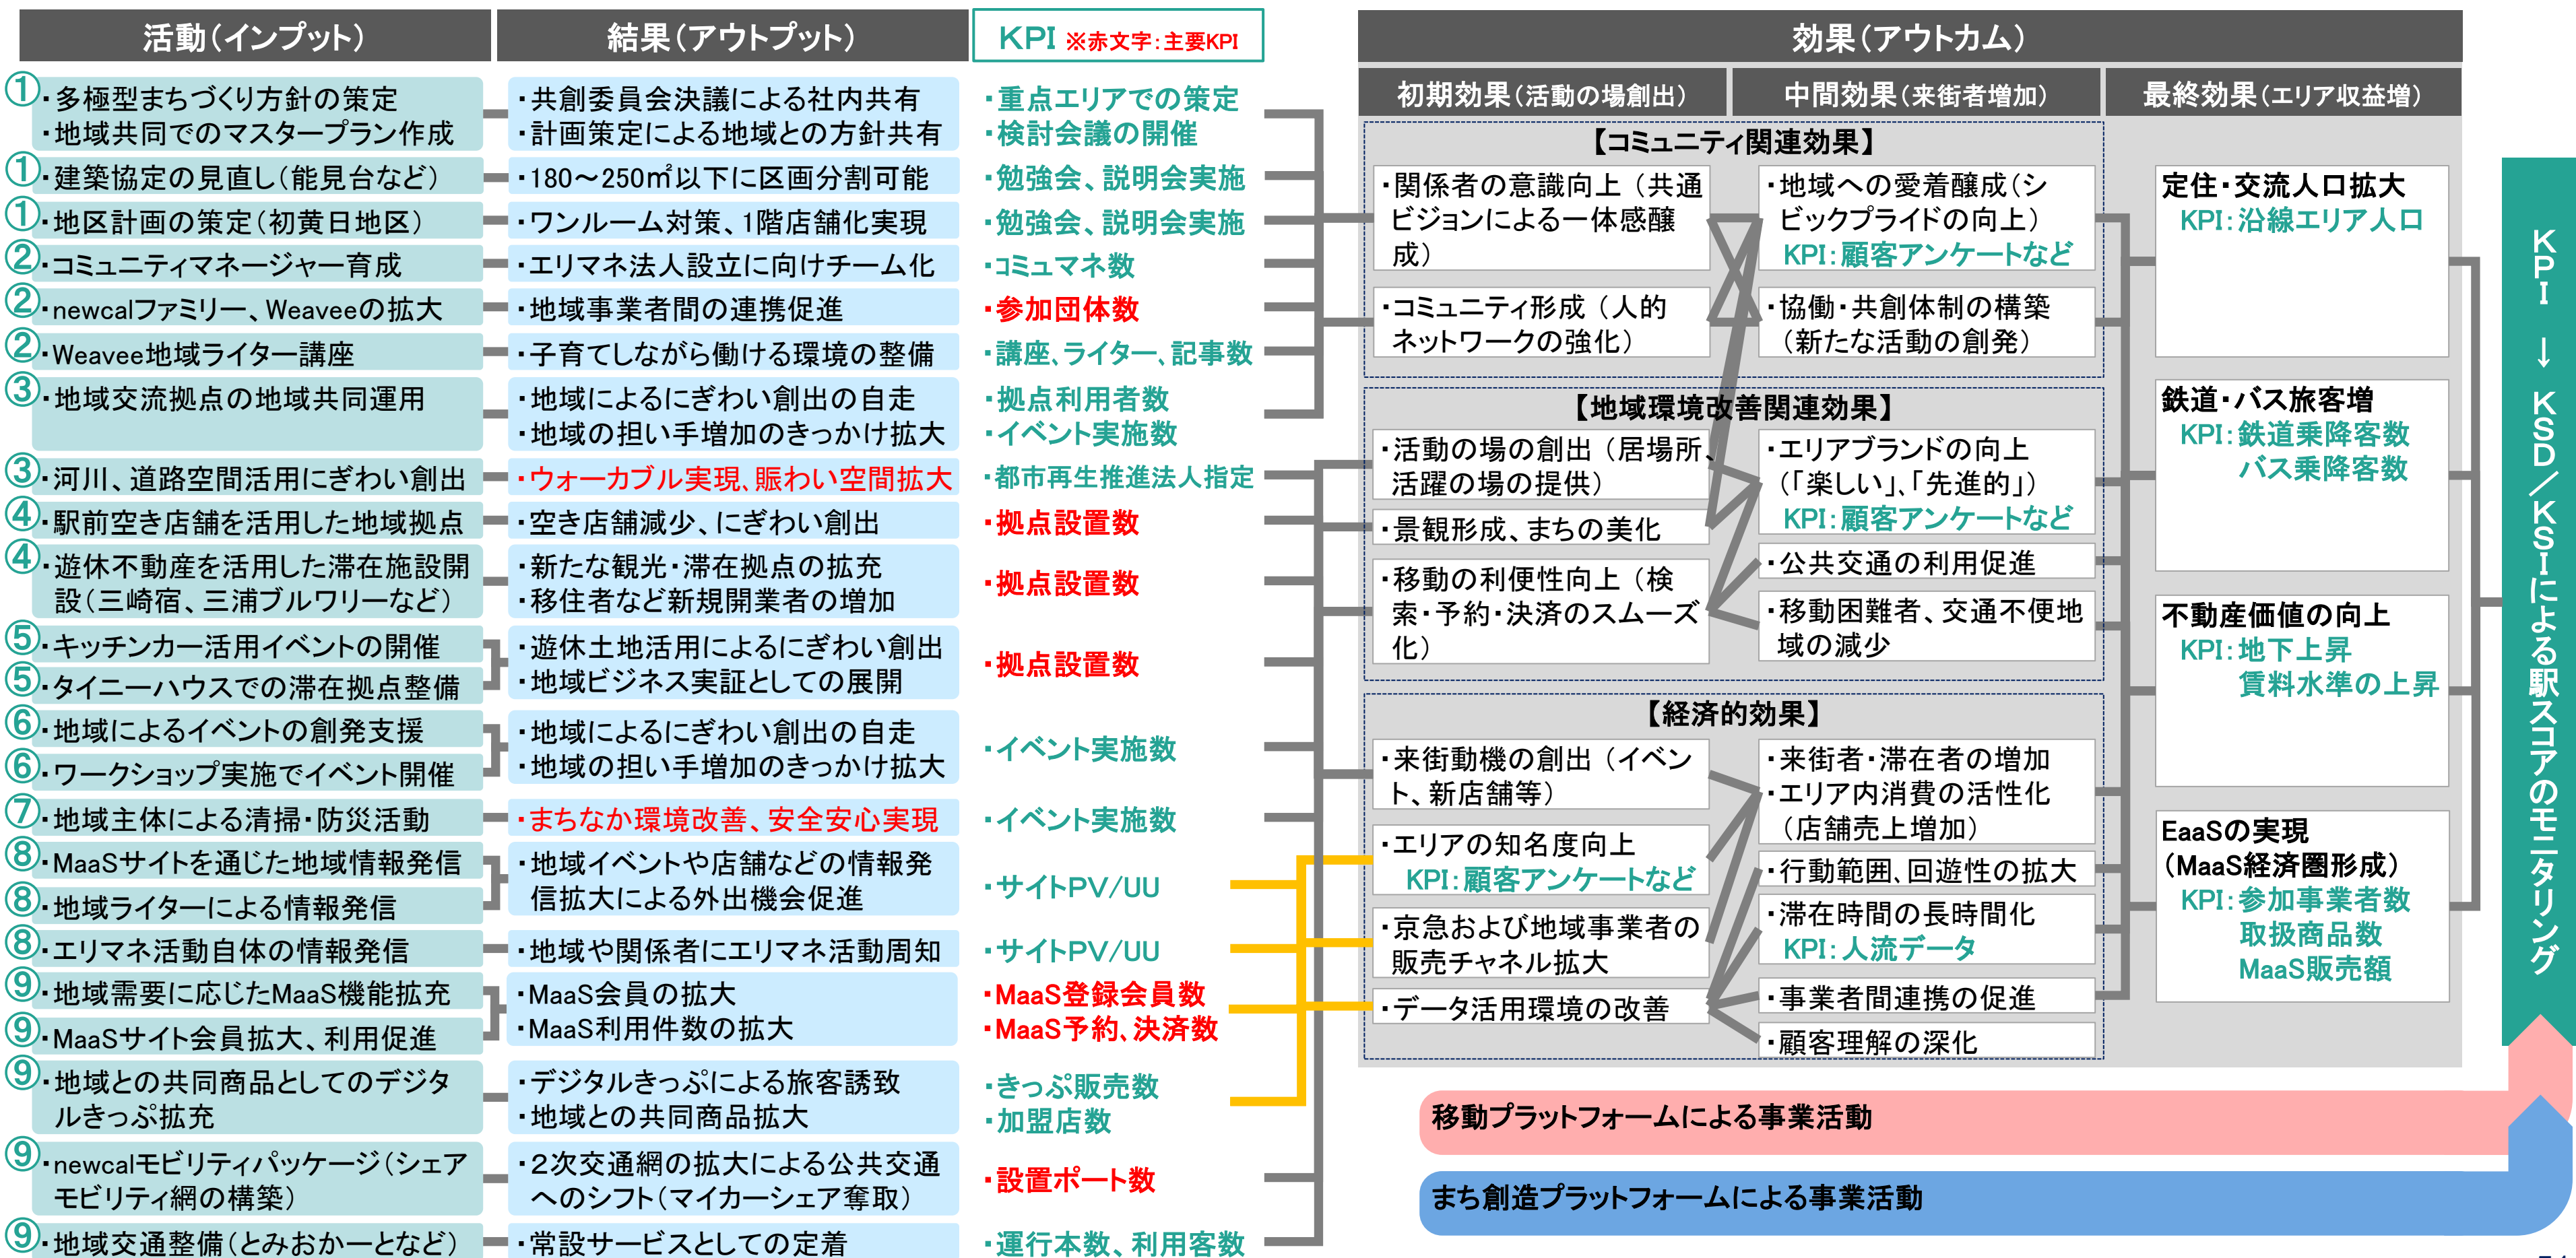 活動(インプット)
結果(アウトプット)
KPI ※赤文字:主要KPI
効果(アウトカム)
初期効果(活動の場創出)
中間効果(来街者増加)
最終効果(エリア収益増)
①
・多極型まちづくり方針の策定
・地域共同でのマスタープラン作成
・共創委員会決議による社内共有
・計画策定による地域との方針共有
・重点エリアでの策定
・検討会議の開催
①
・建築協定の見直し(能見台など)
・180～250㎡以下に区画分割可能
・勉強会、説明会実施
①
・地区計画の策定(初黄日地区)
・ワンルーム対策、1階店舗化実現
・勉強会、説明会実施
②
・コミュニティマネージャー育成
・エリマネ法人設立に向けチーム化
・コミュマネ数
②
・newcalファミリー、Weaveeの拡大
・地域事業者間の連携促進
・参加団体数
②
・Weavee地域ライター講座
・子育てしながら働ける環境の整備
・講座、ライター、記事数
③
・地域交流拠点の地域共同運用
・地域によるにぎわい創出の自走
・地域の担い手増加のきっかけ拡大
・拠点利用者数
・イベント実施数
③
・河川、道路空間活用にぎわい創出
・ウォーカブル実現、賑わい空間拡大
・都市再生推進法人指定
④
・駅前空き店舗を活用した地域拠点
・空き店舗減少、にぎわい創出
・拠点設置数
④
・遊休不動産を活用した滞在施設開
設(三崎宿、三浦ブルワリーなど)
・新たな観光・滞在拠点の拡充
・移住者など新規開業者の増加
・拠点設置数
⑤
・キッチンカー活用イベントの開催
⑤
・タイニーハウスでの滞在拠点整備
・遊休土地活用によるにぎわい創出
・地域ビジネス実証としての展開
・拠点設置数
⑥
・地域によるイベントの創発支援
⑥
・ワークショップ実施でイベント開催
・地域によるにぎわい創出の自走
・地域の担い手増加のきっかけ拡大
・イベント実施数
⑦
・地域主体による清掃・防災活動
・まちなか環境改善、安全安心実現
・イベント実施数
⑧
・MaaSサイトを通じた地域情報発信
⑧
・地域ライターによる情報発信
・地域イベントや店舗などの情報発
信拡大による外出機会促進
・サイトPV/UU
⑧
・エリマネ活動自体の情報発信
・地域や関係者にエリマネ活動周知
・サイトPV/UU
⑨
・地域需要に応じたMaaS機能拡充
⑨
・MaaSサイト会員拡大、利用促進
・MaaS会員の拡大
・MaaS利用件数の拡大
・MaaS登録会員数
・MaaS予約、決済数
⑨
・地域との共同商品としてのデジタ
ルきっぷ拡充
・デジタルきっぷによる旅客誘致
・地域との共同商品拡大
・きっぷ販売数
・加盟店数
⑨
・newcalモビリティパッケージ(シェア
モビリティ網の構築)
・2次交通網の拡大による公共交通
へのシフト(マイカーシェア奪取)
・設置ポート数
⑨
・地域交通整備(とみおかーとなど)
・常設サービスとしての定着
・運行本数、利用客数
【コミュニティ関連効果】
・関係者の意識向上(共通
ビジョンによる一体感醸
成)
・コミュニティ形成(人的
ネットワークの強化)
・地域への愛着醸成(シ
ビックプライドの向上)
KPI:顧客アンケートなど
・協働・共創体制の構築
(新たな活動の創発)
【地域環境改善関連効果】
・活動の場の創出(居場所、
活躍の場の提供)
・景観形成、まちの美化
・移動の利便性向上(検
索・予約・決済のスムーズ
化)
・エリアブランドの向上
(「楽しい」、「先進的」)
KPI:顧客アンケートなど
・公共交通の利用促進
・移動困難者、交通不便地
域の減少
【経済的効果】
・来街動機の創出(イベン
ト、新店舗等)
・エリアの知名度向上
KPI:顧客アンケートなど
・京急および地域事業者の
販売チャネル拡大
・データ活用環境の改善
・来街者・滞在者の増加
・エリア内消費の活性化
(店舗売上増加)
・行動範囲、回遊性の拡大
・滞在時間の長時間化
KPI:人流データ
・事業者間連携の促進
・顧客理解の深化
定住・交流人口拡大
KPI:沿線エリア人口
鉄道・バス旅客増
KPI:鉄道乗降客数
バス乗降客数
不動産価値の向上
KPI:地下上昇
賃料水準の上昇
EaaSの実現
(MaaS経済圏形成)
KPI:参加事業者数
取扱商品数
MaaS販売額
KPI → KSD/KSIによる駅スコアのモニタリング
移動プラットフォームによる事業活動
まち創造プラットフォームによる事業活動